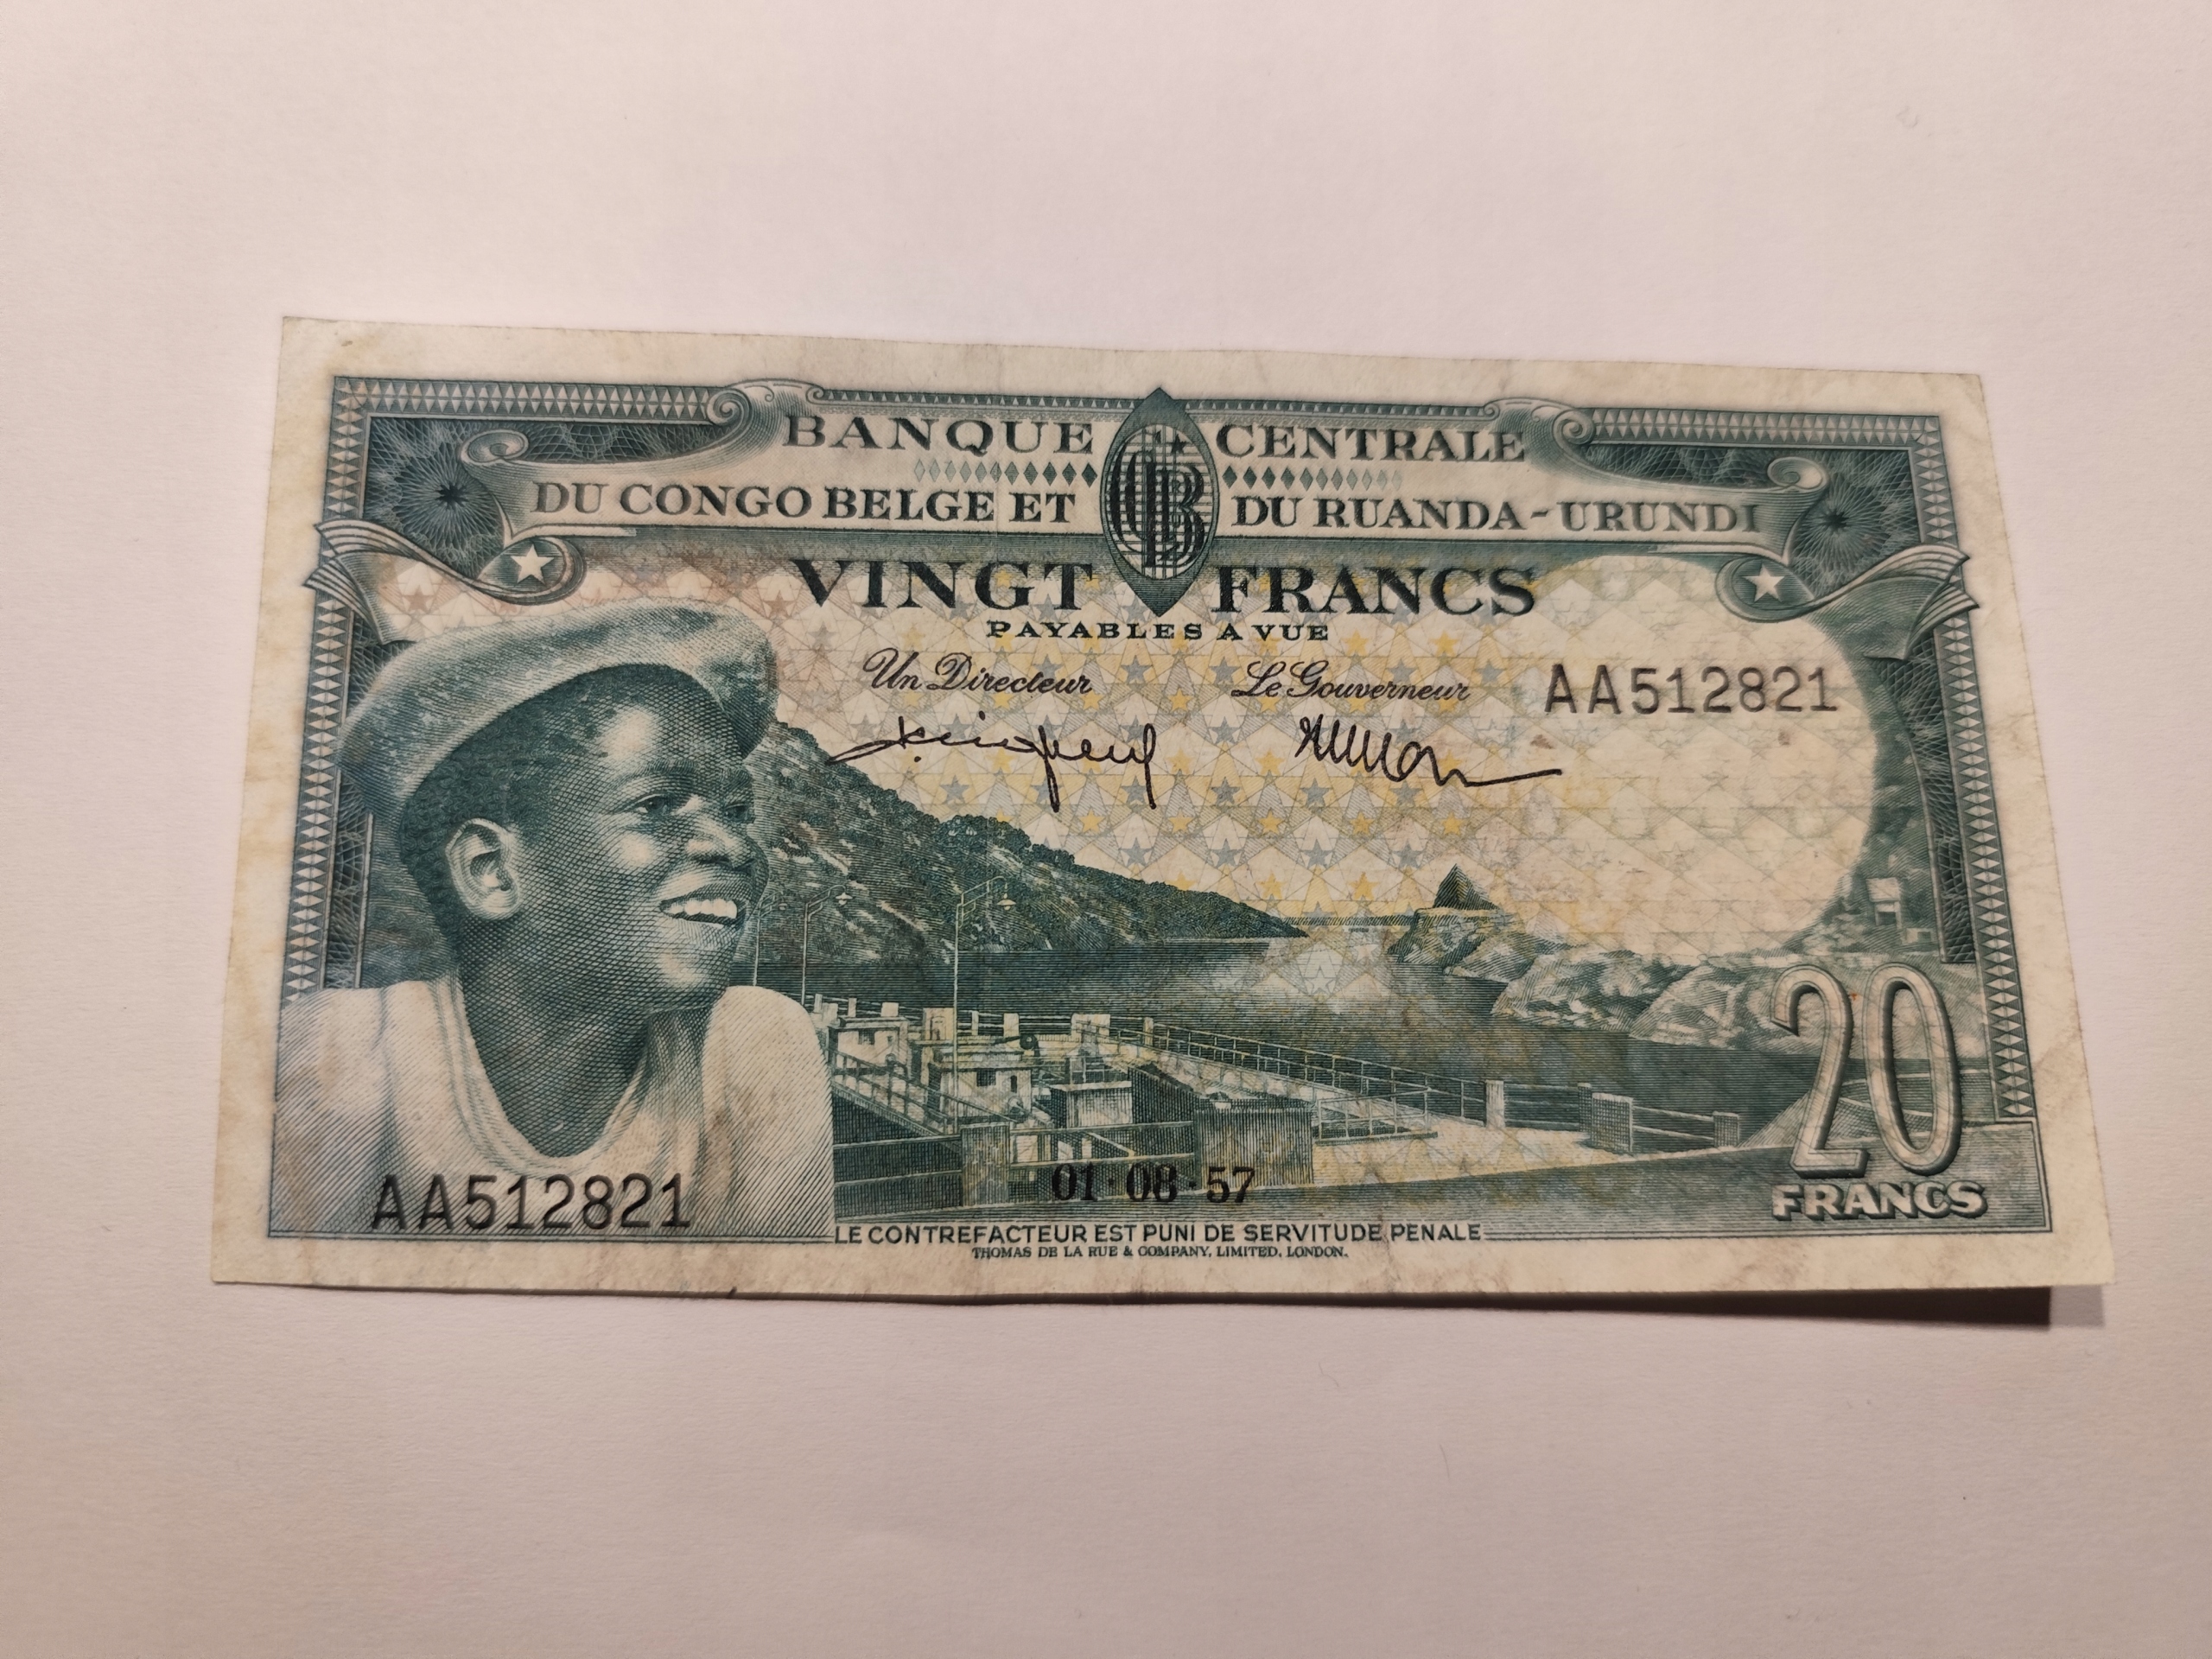 BANQUE CENTRALE
DU CONGO BELGE ET DU RUANDA-URUNDI
VINGT FRANCS
PAYABLES A VUE
Un Directeur Le Gouverneur
AA512821
20
FRANCS
AA512821
01·08·57
LE CONTREFACTEUR EST PUNI DE SERVITUDE PENALE
THOMAS DE LA RUE & COMPANY, LIMITED, LONDON.